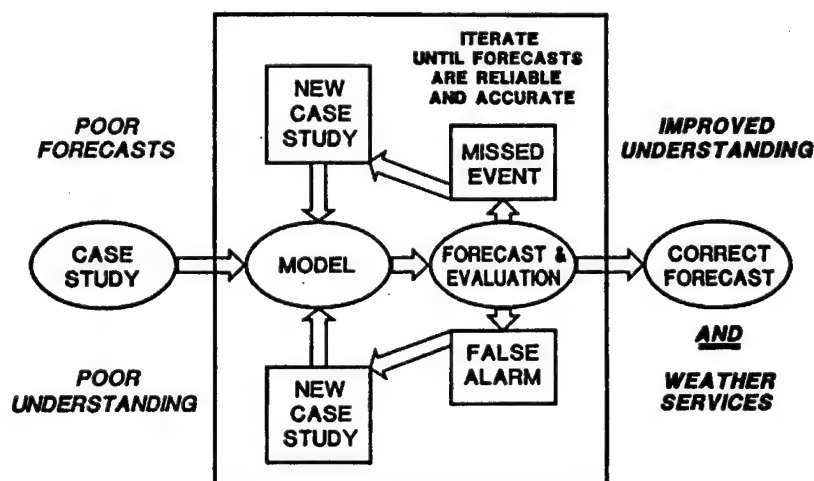 POOR
FORECASTS
CASE
STUDY
POOR
UNDERSTANDING
ITERATE
UNTIL FORECASTS
ARE RELIABLE
AND ACCURATE
NEW
CASE
STUDY
MISSED
EVENT
MODEL
FORECAST &
EVALUATION
NEW
CASE
STUDY
FALSE
ALARM
IMPROVED
UNDERSTANDING
CORRECT
FORECAST
AND
WEATHER
SERVICES